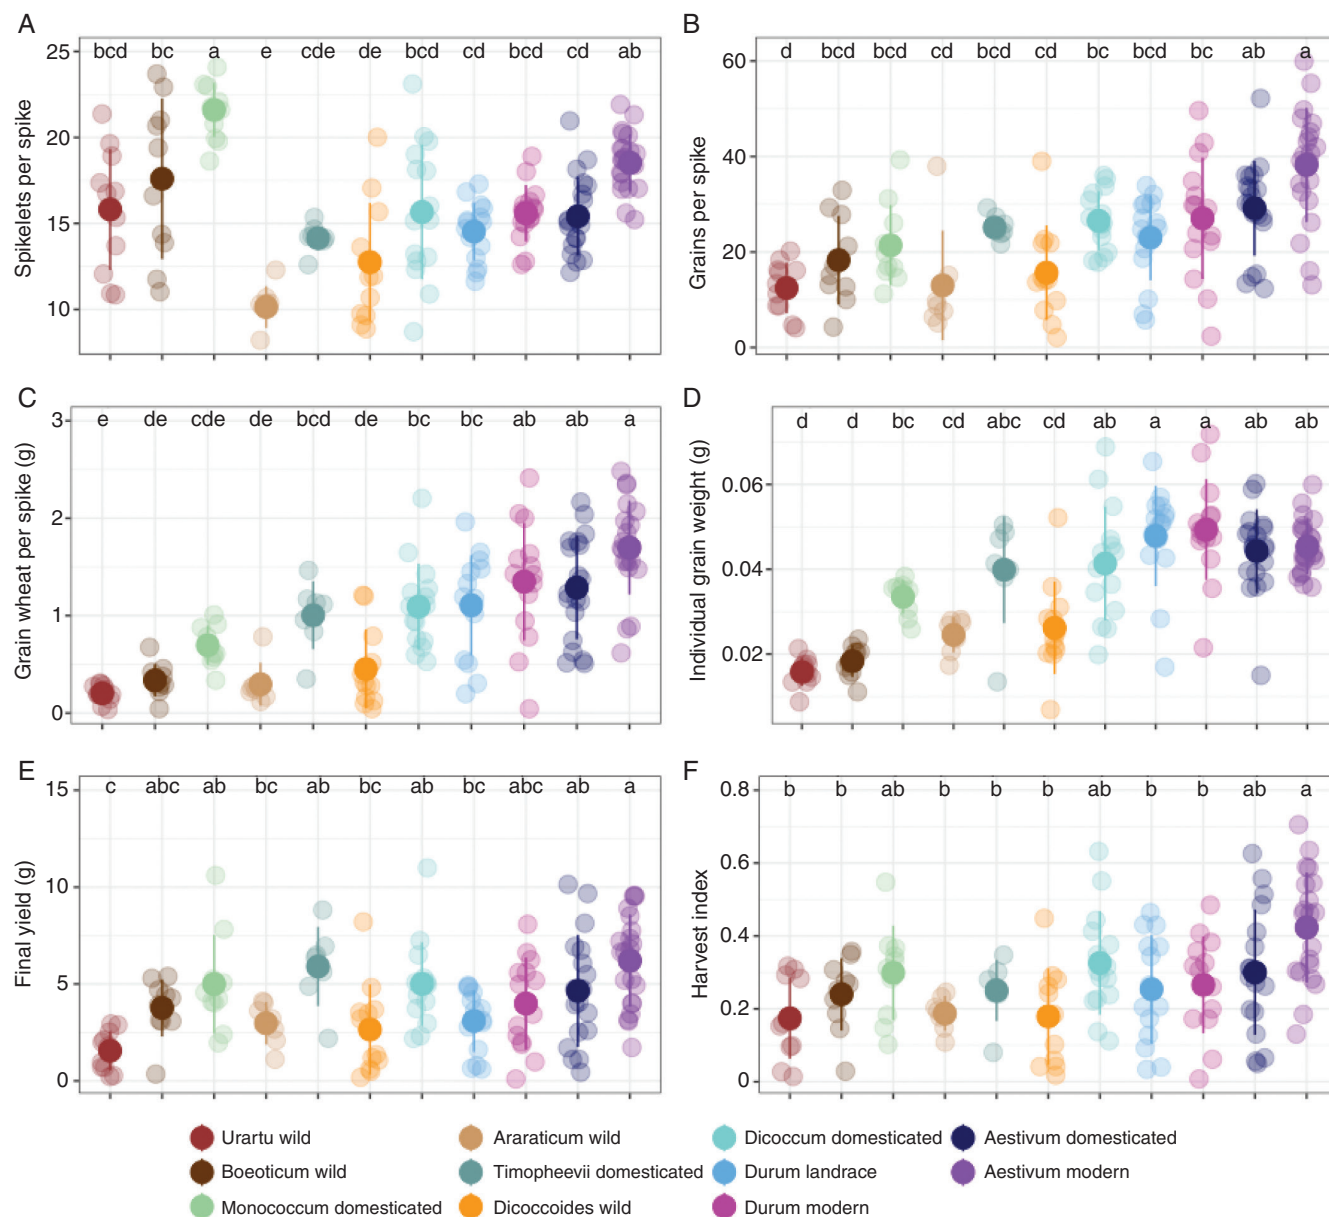 A
bcd bc a e cde de bcd cd bcd cd ab
Spikelets per spike
25
20
15
10
B
d bcd bcd cd bcd cd bc bcd bc ab a
Grains per spike
60
40
20
0
C
e de cde de bcd de bc bc ab ab a
Grain wheat per spike (g)
3
2
1
0
D
d d bc cd abc cd ab a a ab ab
Individual grain weight (g)
0.06
0.04
0.02
E
c abc ab bc ab bc ab bc abc ab a
Final yield (g)
15
10
5
0
F
b b ab b b b ab b b ab a
Harvest index
0.8
0.6
0.4
0.2
0
Urartu wild
Boeoticum wild
Monococcum domesticated
Araraticum wild
Timopheevii domesticated
Dicoccoides wild
Dicoccum domesticated
Durum landrace
Durum modern
Aestivum domesticated
Aestivum modern